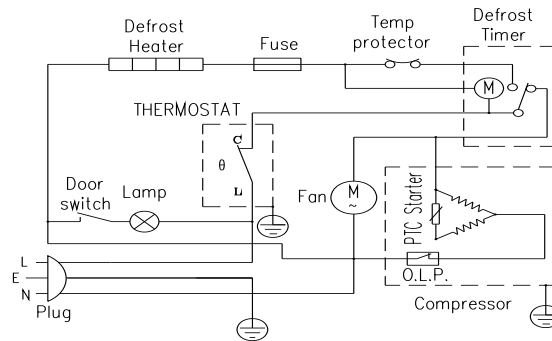 Defrost
Heater
Fuse
Temp
protector
Defrost
Timer
M
THERMOSTAT
C
θ
L
Door
switch
Lamp
Fan
M
~
PTC Starter
O.L.P.
Compressor
L
E
N
Plug